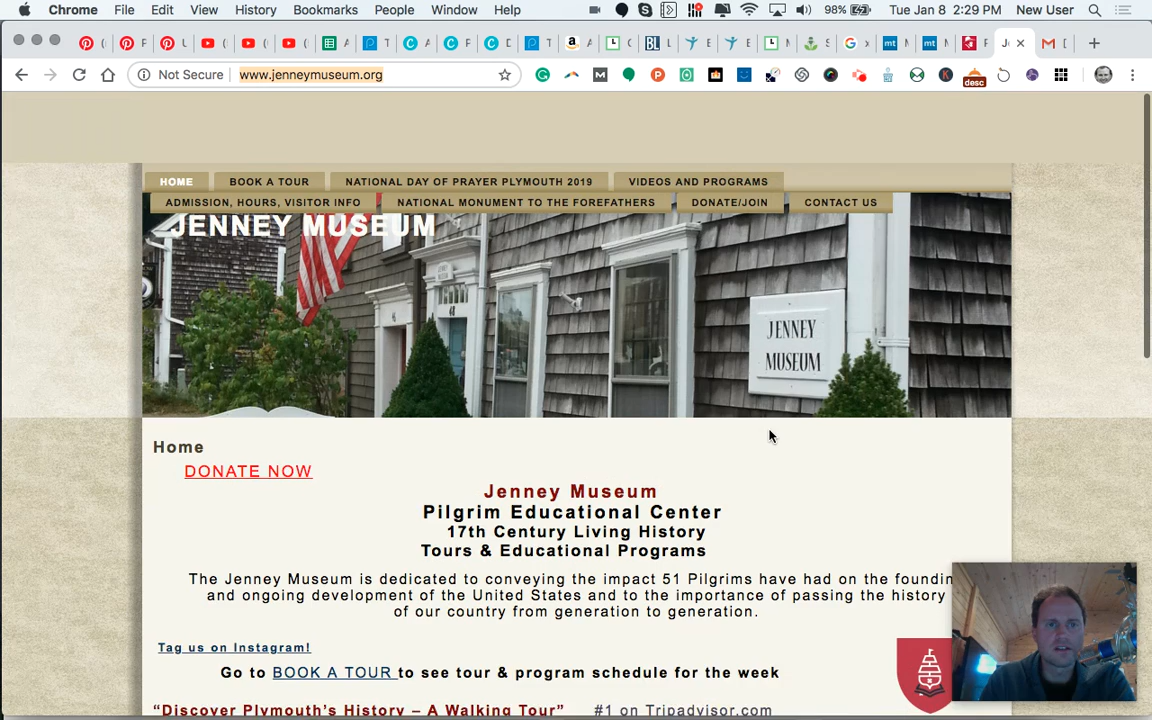 Chrome File Edit View History Bookmarks People Window Help 98% Tue Jan 8 2:29 PM New User
Not Secure www.jenneymuseum.org
desc
HOME BOOK A TOUR NATIONAL DAY OF PRAYER PLYMOUTH 2019 VIDEOS AND PROGRAMS
ADMISSION, HOURS, VISITOR INFO NATIONAL MONUMENT TO THE FOREFATHERS DONATE/JOIN CONTACT US
JENNEY MUSEUM
JENNEY
MUSEUM
Home
DONATE NOW
Jenney Museum
Pilgrim Educational Center
17th Century Living History
Tours & Educational Programs
The Jenney Museum is dedicated to conveying the impact 51 Pilgrims have had on the foundin
and ongoing development of the United States and to the importance of passing the history
of our country from generation to generation.
Tag us on Instagram!
Go to BOOK A TOUR to see tour & program schedule for the week
“Discover Plymouth’s History – A Walking Tour” #1 on Tripadvisor.com